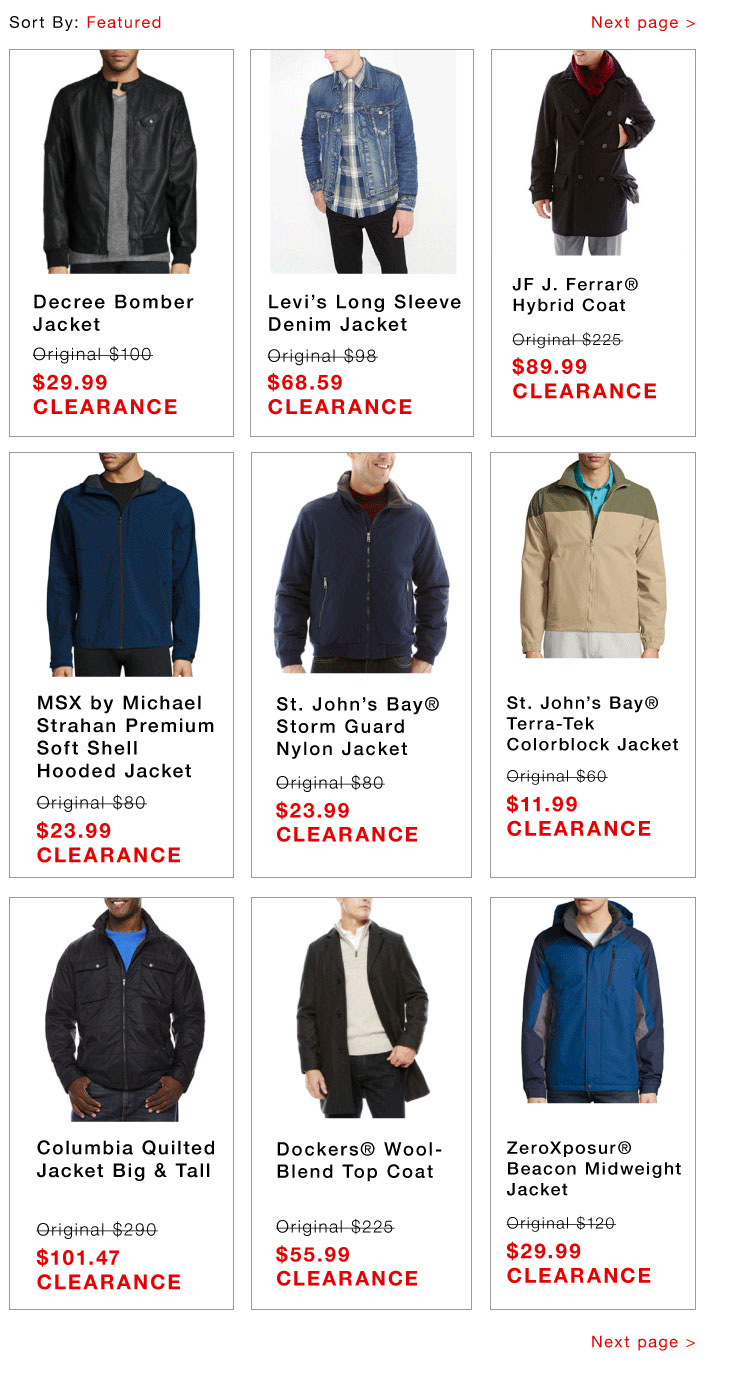 Sort By: Featured
Next page >
Decree Bomber
Jacket
Original $100
$29.99
CLEARANCE
Levi’s Long Sleeve
Denim Jacket
Original $98
$68.59
CLEARANCE
JF J. Ferrar®
Hybrid Coat
Original $225
$89.99
CLEARANCE
MSX by Michael
Strahan Premium
Soft Shell
Hooded Jacket
Original $80
$23.99
CLEARANCE
St. John’s Bay®
Storm Guard
Nylon Jacket
Original $80
$23.99
CLEARANCE
St. John’s Bay®
Terra-Tek
Colorblock Jacket
Original $60
$11.99
CLEARANCE
Columbia Quilted
Jacket Big & Tall
Original $290
$101.47
CLEARANCE
Dockers® Wool-
Blend Top Coat
Original $225
$55.99
CLEARANCE
ZeroXposur®
Beacon Midweight
Jacket
Original $120
$29.99
CLEARANCE
Next page >